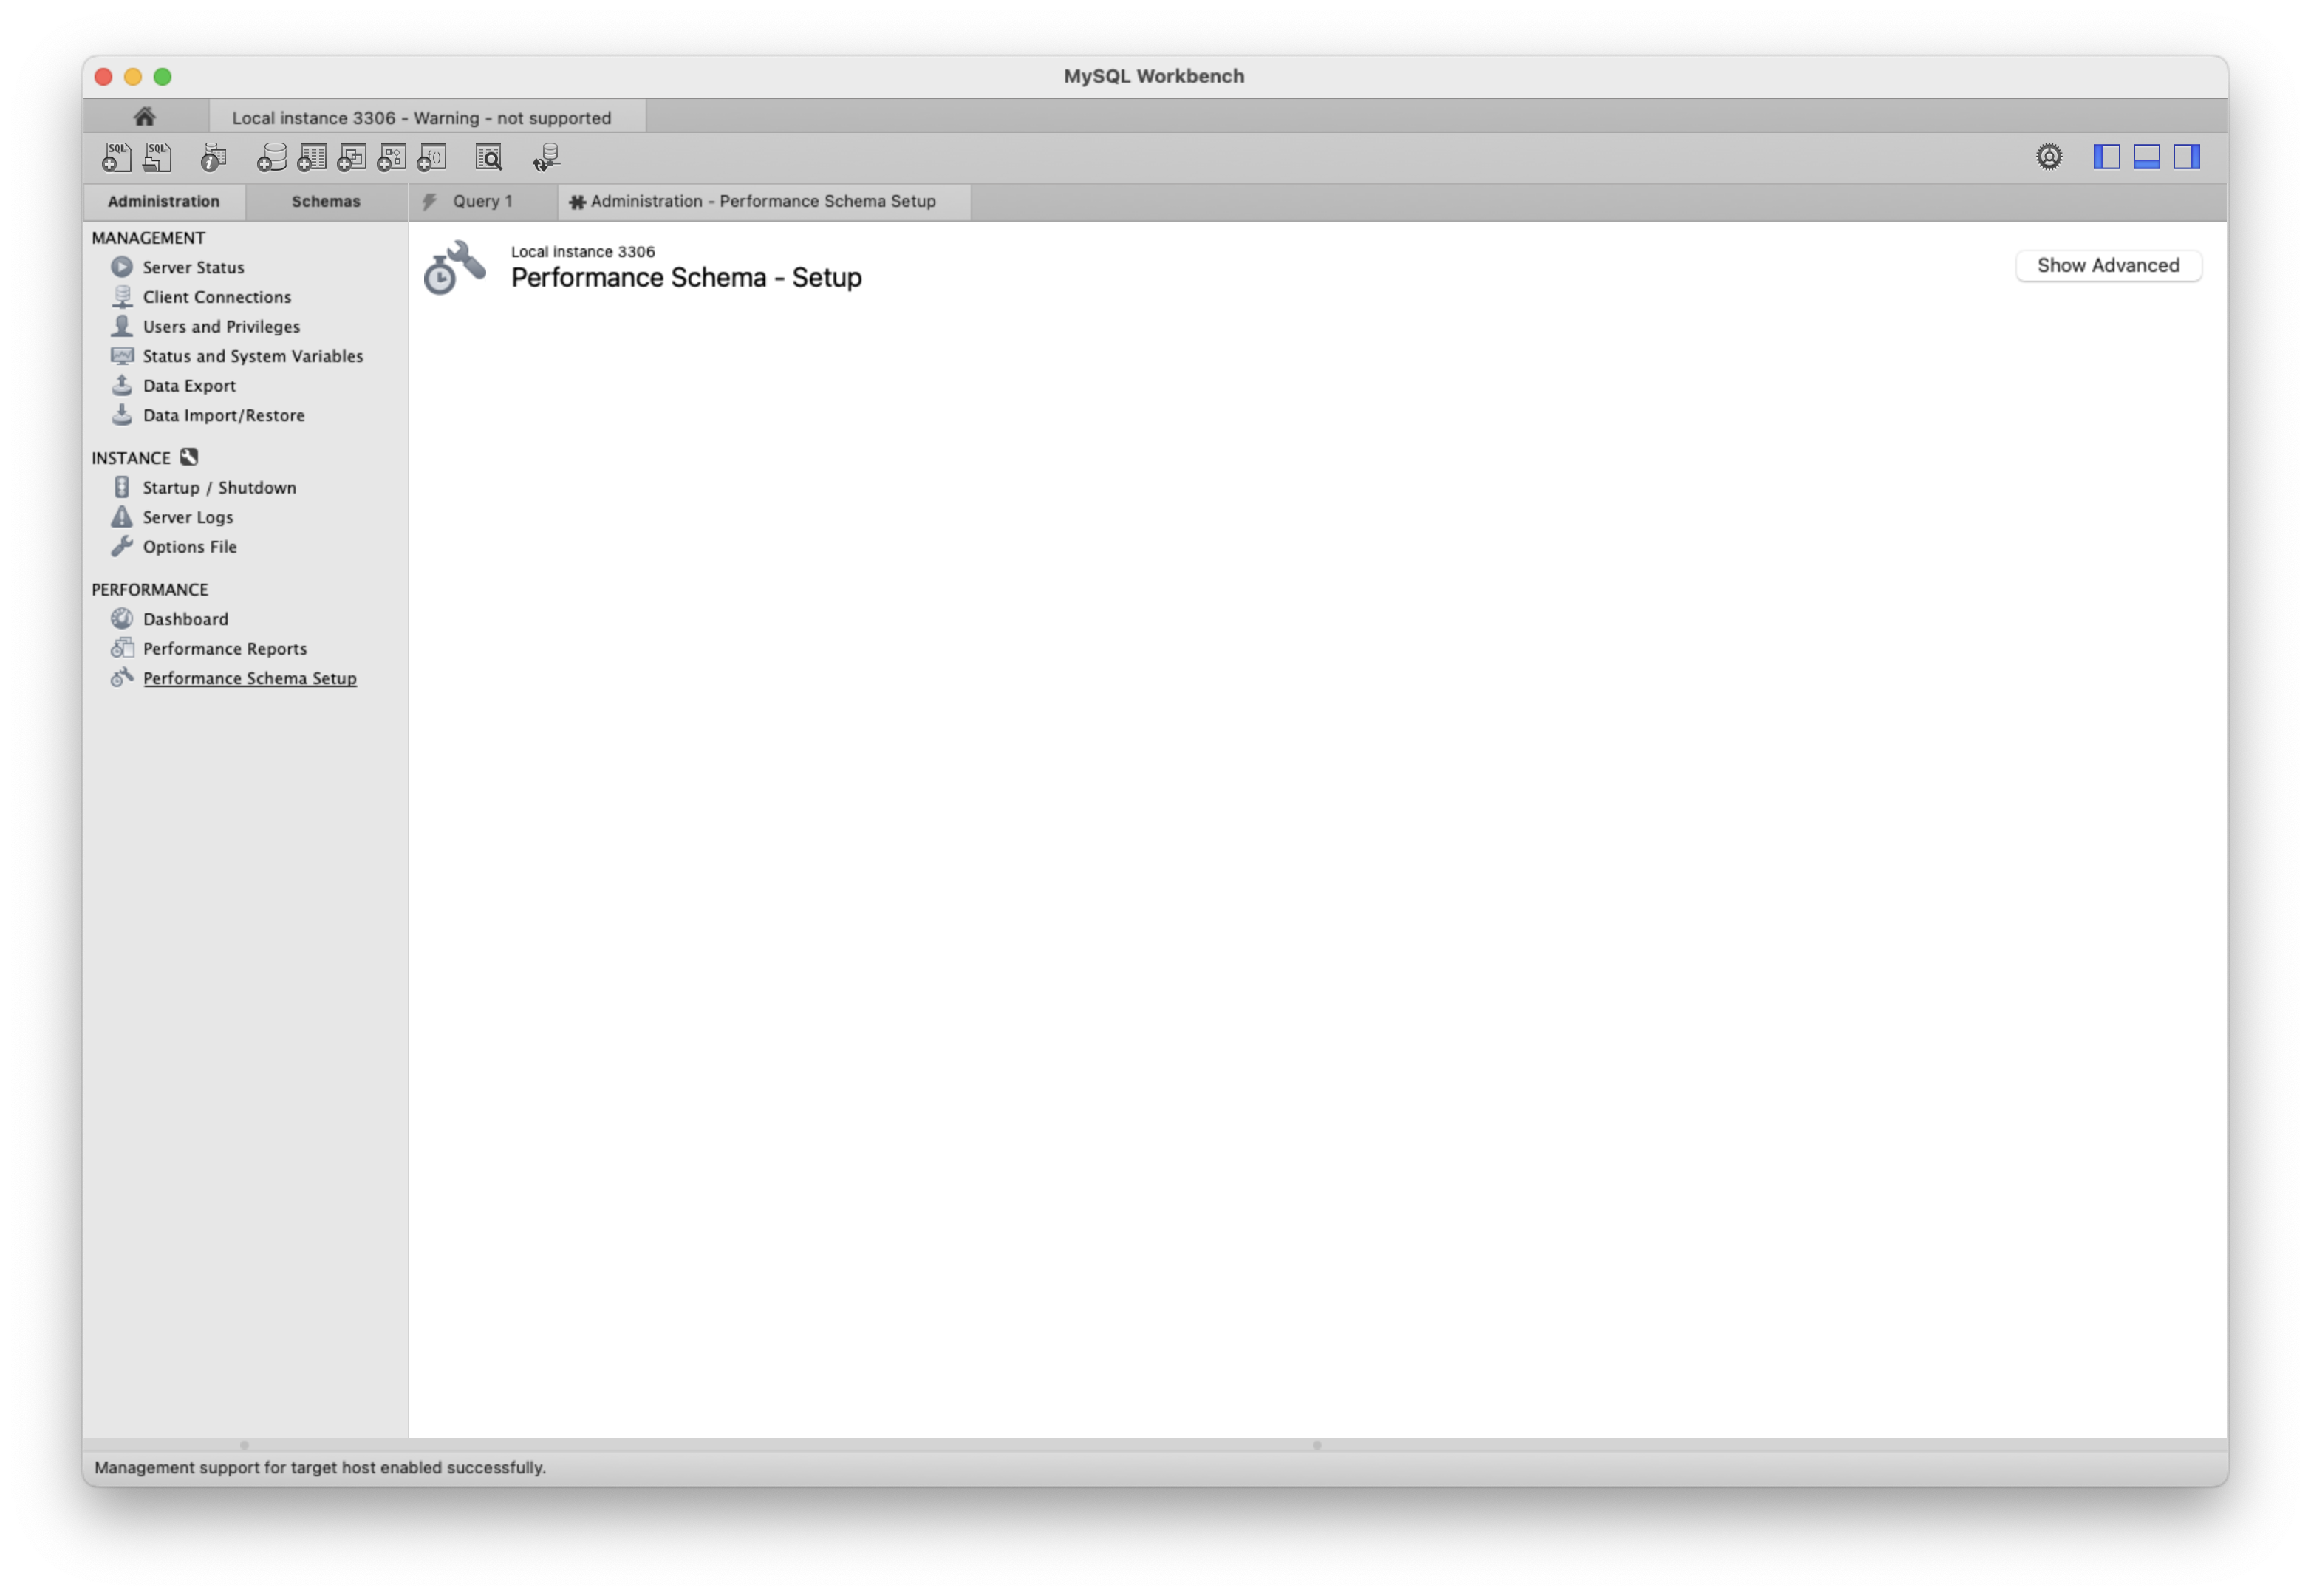 MySQL Workbench
Local instance 3306 - Warning - not supported
SQL SQL
Administration Schemas Query 1 Administration - Performance Schema Setup
MANAGEMENT
Server Status
Client Connections
Users and Privileges
Status and System Variables
Data Export
Data Import/Restore
INSTANCE
Startup / Shutdown
Server Logs
Options File
PERFORMANCE
Dashboard
Performance Reports
Performance Schema Setup
Local instance 3306
Performance Schema - Setup
Show Advanced
Management support for target host enabled successfully.